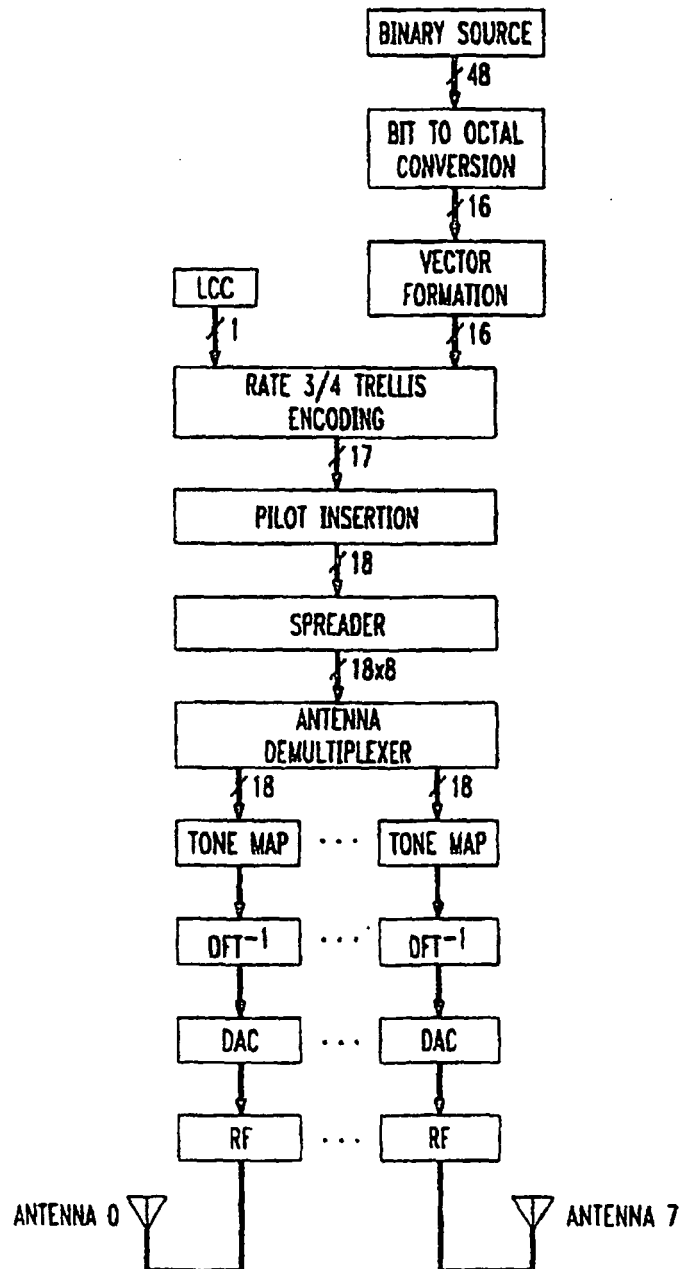 BINARY SOURCE
48
BIT TO OCTAL
CONVERSION
16
VECTOR
FORMATION
LCC
1
16
RATE 3/4 TRELLIS
ENCODING
17
PILOT INSERTION
18
SPREADER
18x8
ANTENNA
DEMULTIPLEXER
18 18
TONE MAP ... TONE MAP
DFT⁻¹ ... DFT⁻¹
DAC ... DAC
RF ... RF
ANTENNA 0 ANTENNA 7